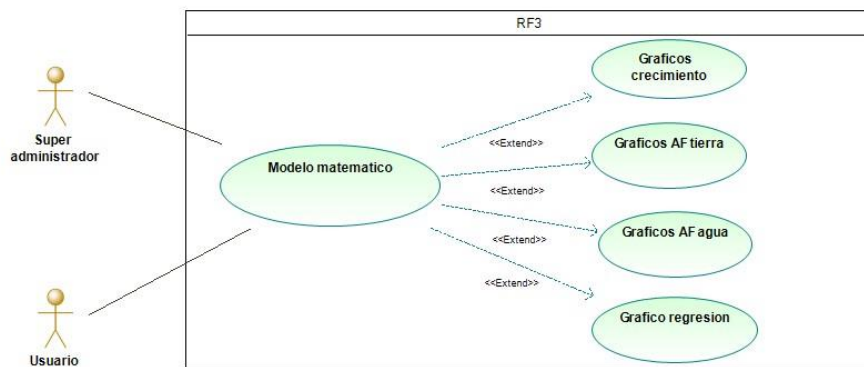 RF3
Super
administrador
Usuario
Modelo matematico
<<Extend>>
<<Extend>>
<<Extend>>
<<Extend>>
Graficos
crecimiento
Graficos AF tierra
Graficos AF agua
Grafico regresion